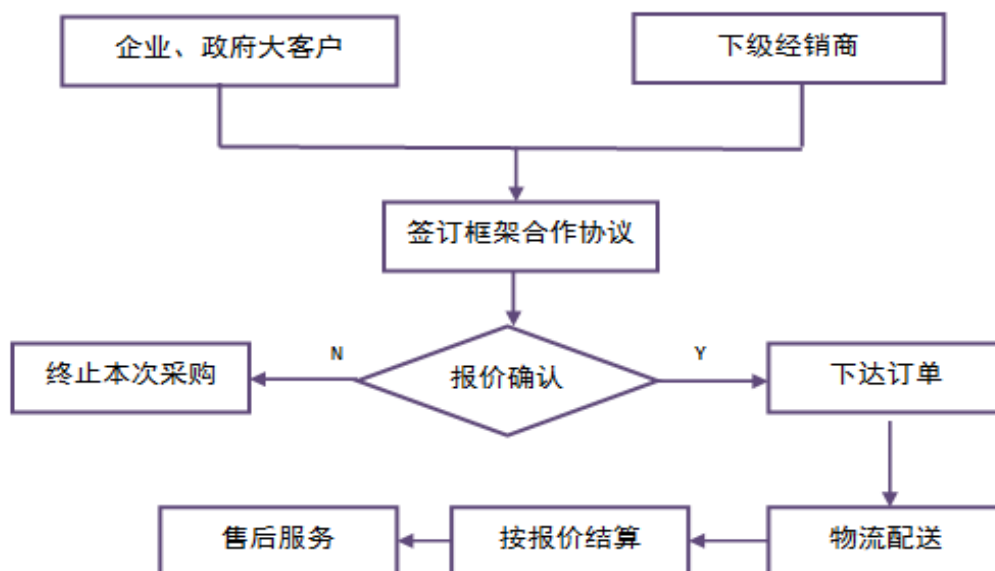 企业、政府大客户
下级经销商
签订框架合作协议
N
Y
终止本次采购
报价确认
下达订单
售后服务
按报价结算
物流配送